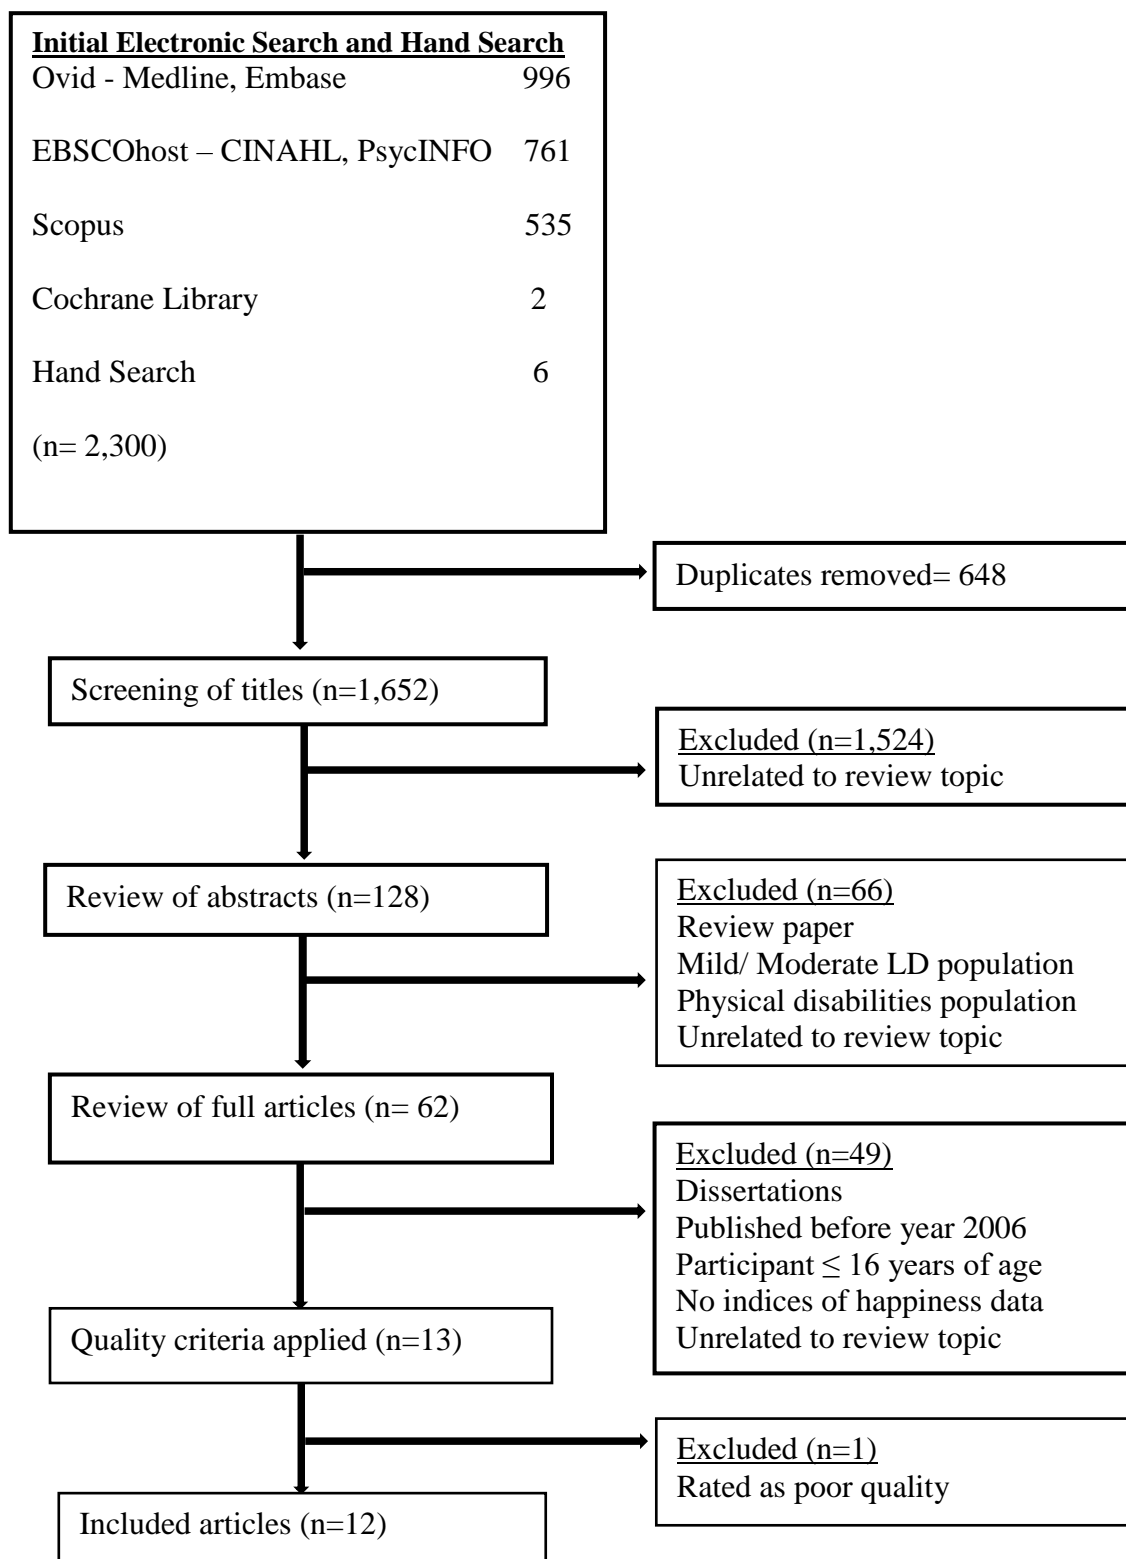 Initial Electronic Search and Hand Search
Ovid - Medline, Embase 996
EBSCOhost – CINAHL, PsycINFO 761
Scopus 535
Cochrane Library 2
Hand Search 6
(n= 2,300)
Duplicates removed= 648
Screening of titles (n=1,652)
Excluded (n=1,524)
Unrelated to review topic
Review of abstracts (n=128)
Excluded (n=66)
Review paper
Mild/ Moderate LD population
Physical disabilities population
Unrelated to review topic
Review of full articles (n= 62)
Excluded (n=49)
Dissertations
Published before year 2006
Participant ≤ 16 years of age
No indices of happiness data
Unrelated to review topic
Quality criteria applied (n=13)
Excluded (n=1)
Rated as poor quality
Included articles (n=12)